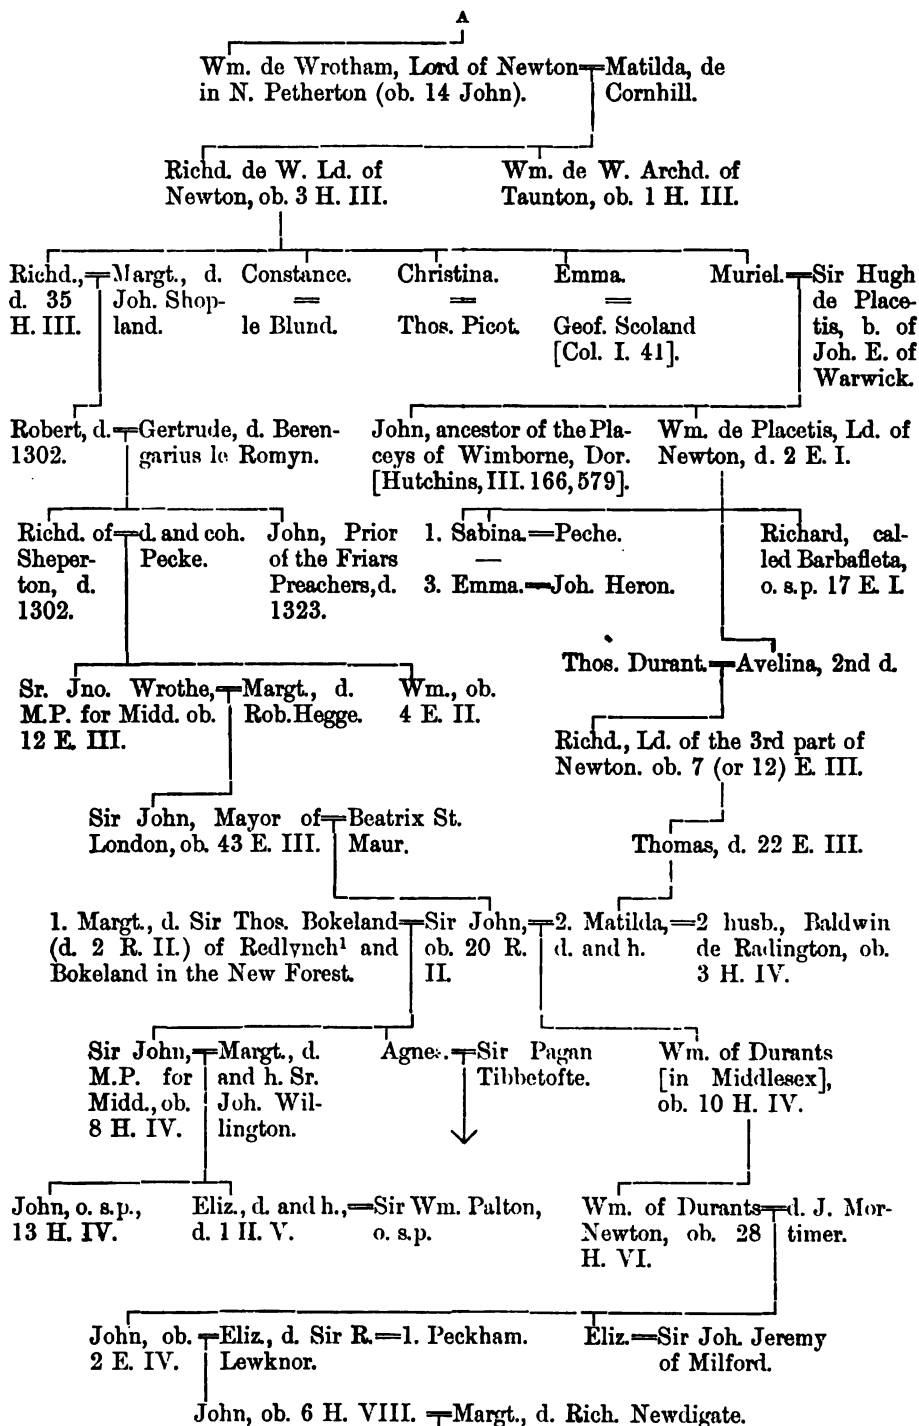 A
Wm. de Wrotham, Lord of Newton
in N. Petherton (ob. 14 John).
Matilda, de
Cornhill.
Richd. de W. Ld. of
Newton, ob. 3 H. III.
Wm. de W. Archd. of
Taunton, ob. 1 H. III.
Richd.,
d. 35
H. III.
Margt., d.
Joh. Shop-
land.
Constance.
=
le Blund.
Christina.
=
Thos. Picot.
Emma.
=
Geof. Scoland
[Col. I. 41].
Muriel.
Sir Hugh
de Place-
tis, b. of
Joh. E. of
Warwick.
Robert, d.
1302.
Gertrude, d. Beren-
garius le Romyn.
John, ancestor of the Pla-
ceys of Wimborne, Dor.
[Hutchins, III. 166, 579].
Wm. de Placetis, Ld. of
Newton, d. 2 E. I.
Richd. of
Sheper-
ton, d.
1302.
d. and coh.
Pecke.
John, Prior
of the Friars
Preachers, d.
1323.
1. Sabina.=Peche.
—
3. Emma.=Joh. Heron.
Richard, cal-
led Barbafleta,
o. s.p. 17 E. I.
Thos. Durant.
Avelina, 2nd d.
Sr. Jno. Wrothe,
M.P. for Midd. ob.
12 E. III.
Margt., d.
Rob. Hegge.
Wm., ob.
4 E. II.
Richd., Ld. of the 3rd part of
Newton. ob. 7 (or 12) E. III.
Sir John, Mayor of
London, ob. 43 E. III.
Beatrix St.
Maur.
Thomas, d. 22 E. III.
1. Margt., d. Sir Thos. Bokeland
(d. 2 R. II.) of Redlynch¹ and
Bokeland in the New Forest.
Sir John,
ob. 20 R.
II.
2. Matilda,
d. and h.
2 husb., Baldwin
de Radington, ob.
3 H. IV.
Sir John,
M.P. for
Midd., ob.
8 H. IV.
Margt., d.
and h. Sr.
Joh. Wil-
lington.
Agnes.
Sir Pagan
Tibbetofte.
Wm. of Durants
[in Middlesex],
ob. 10 H. IV.
John, o. s.p.,
13 H. IV.
Eliz., d. and h.,
d. 1 H. V.
Sir Wm. Palton,
o. s.p.
Wm. of Durants
Newton, ob. 28
H. VI.
d. J. Mor-
timer.
John, ob.
2 E. IV.
Eliz., d. Sir R.
Lewknor.
1. Peckham.
Eliz.
Sir Joh. Jeremy
of Milford.
John, ob. 6 H. VIII.
Margt., d. Rich. Newdigate.